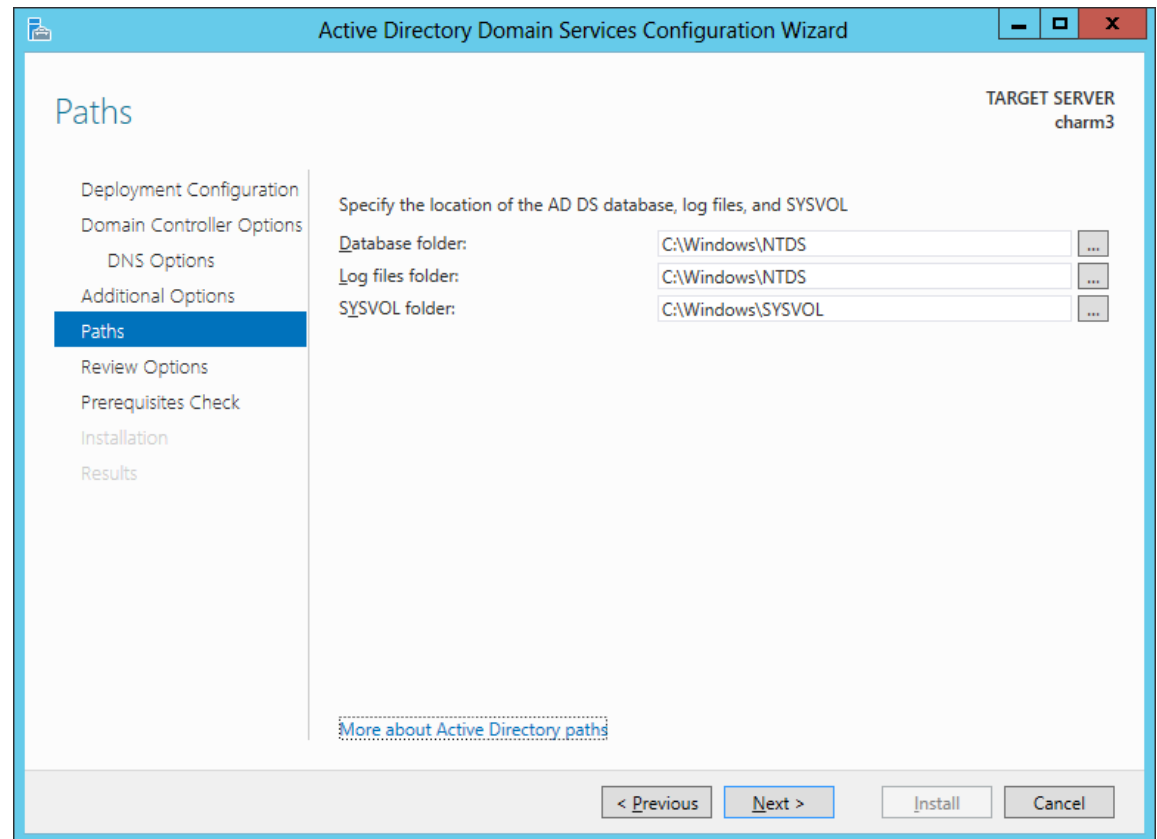 Active Directory Domain Services Configuration Wizard
Paths
TARGET SERVER
charm3
Deployment Configuration
Domain Controller Options
DNS Options
Additional Options
Paths
Review Options
Prerequisites Check
Installation
Results
Specify the location of the AD DS database, log files, and SYSVOL
Database folder: C:\Windows\NTDS ...
Log files folder: C:\Windows\NTDS ...
SYSVOL folder: C:\Windows\SYSVOL ...
More about Active Directory paths
< Previous Next > Install Cancel